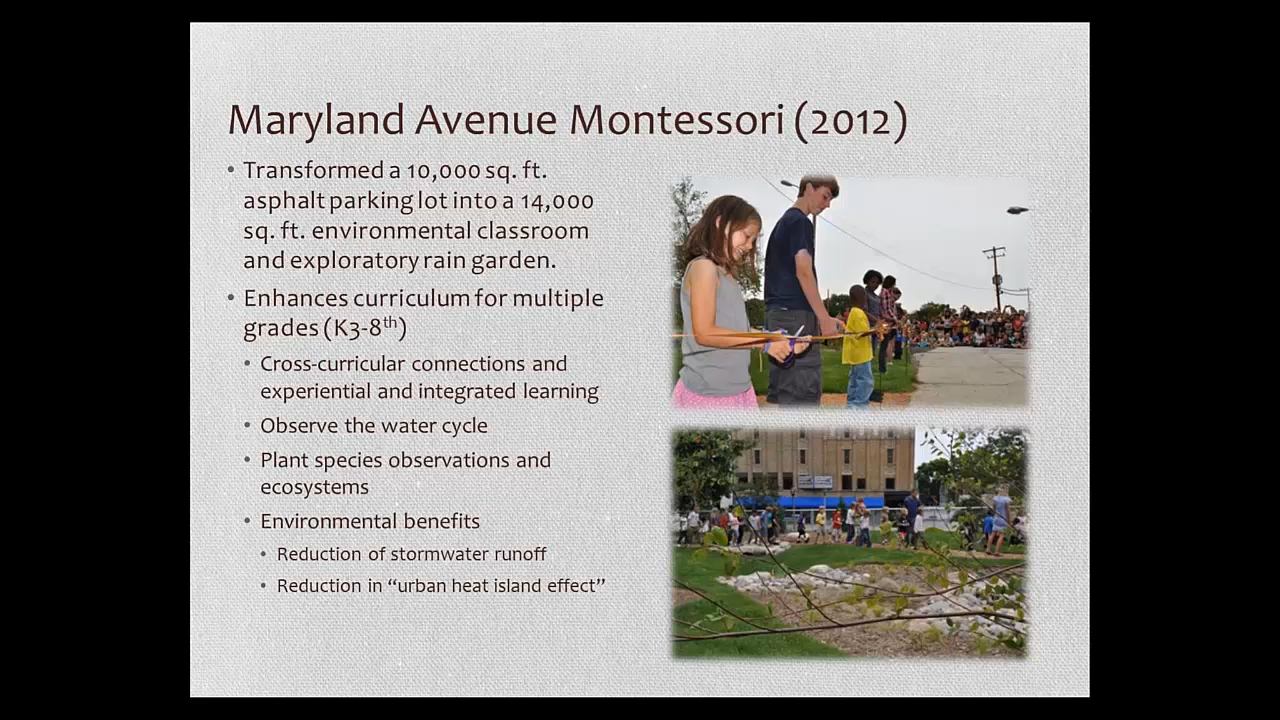 Maryland Avenue Montessori (2012)
• Transformed a 10,000 sq. ft.
asphalt parking lot into a 14,000
sq. ft. environmental classroom
and exploratory rain garden.
• Enhances curriculum for multiple
grades (K3-8th)
• Cross-curricular connections and
experiential and integrated learning
• Observe the water cycle
• Plant species observations and
ecosystems
• Environmental benefits
• Reduction of stormwater runoff
• Reduction in “urban heat island effect”